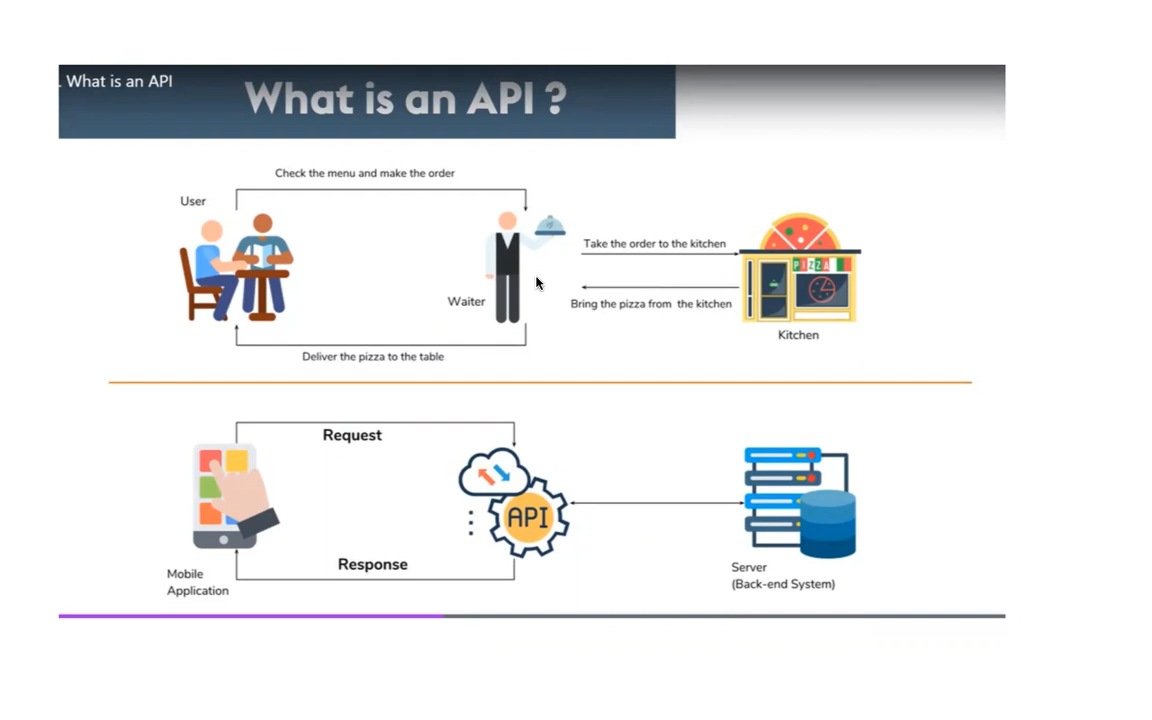 . What is an API
What is an API ?
Check the menu and make the order
User
Take the order to the kitchen
PIZZA
Waiter
Bring the pizza from the kitchen
Kitchen
Deliver the pizza to the table
Request
API
Response
Mobile
Application
Server
(Back-end System)